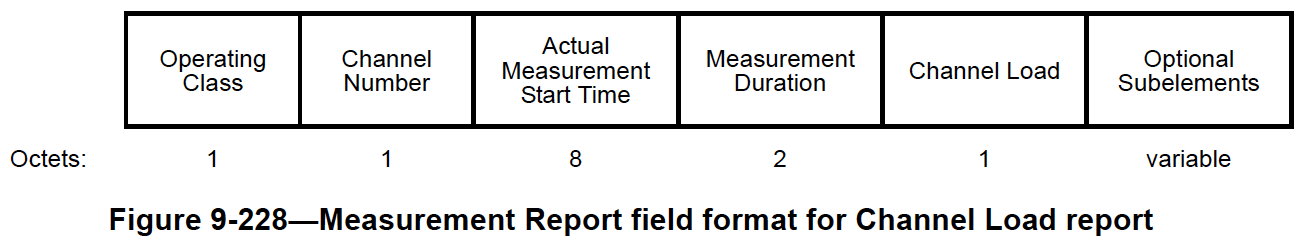 Operating
Class
Channel
Number
Actual
Measurement
Start Time
Measurement
Duration
Channel Load
Optional
Subelements
Octets: 1 1 8 2 1 variable
Figure 9-228—Measurement Report field format for Channel Load report